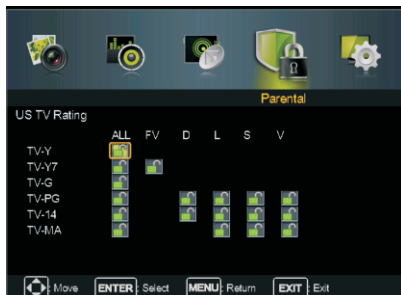 Parental
US TV Rating
ALL FV D L S V
TV-Y
TV-Y7
TV-G
TV-PG
TV-14
TV-MA
: Move ENTER : Select MENU : Return EXIT : Exit